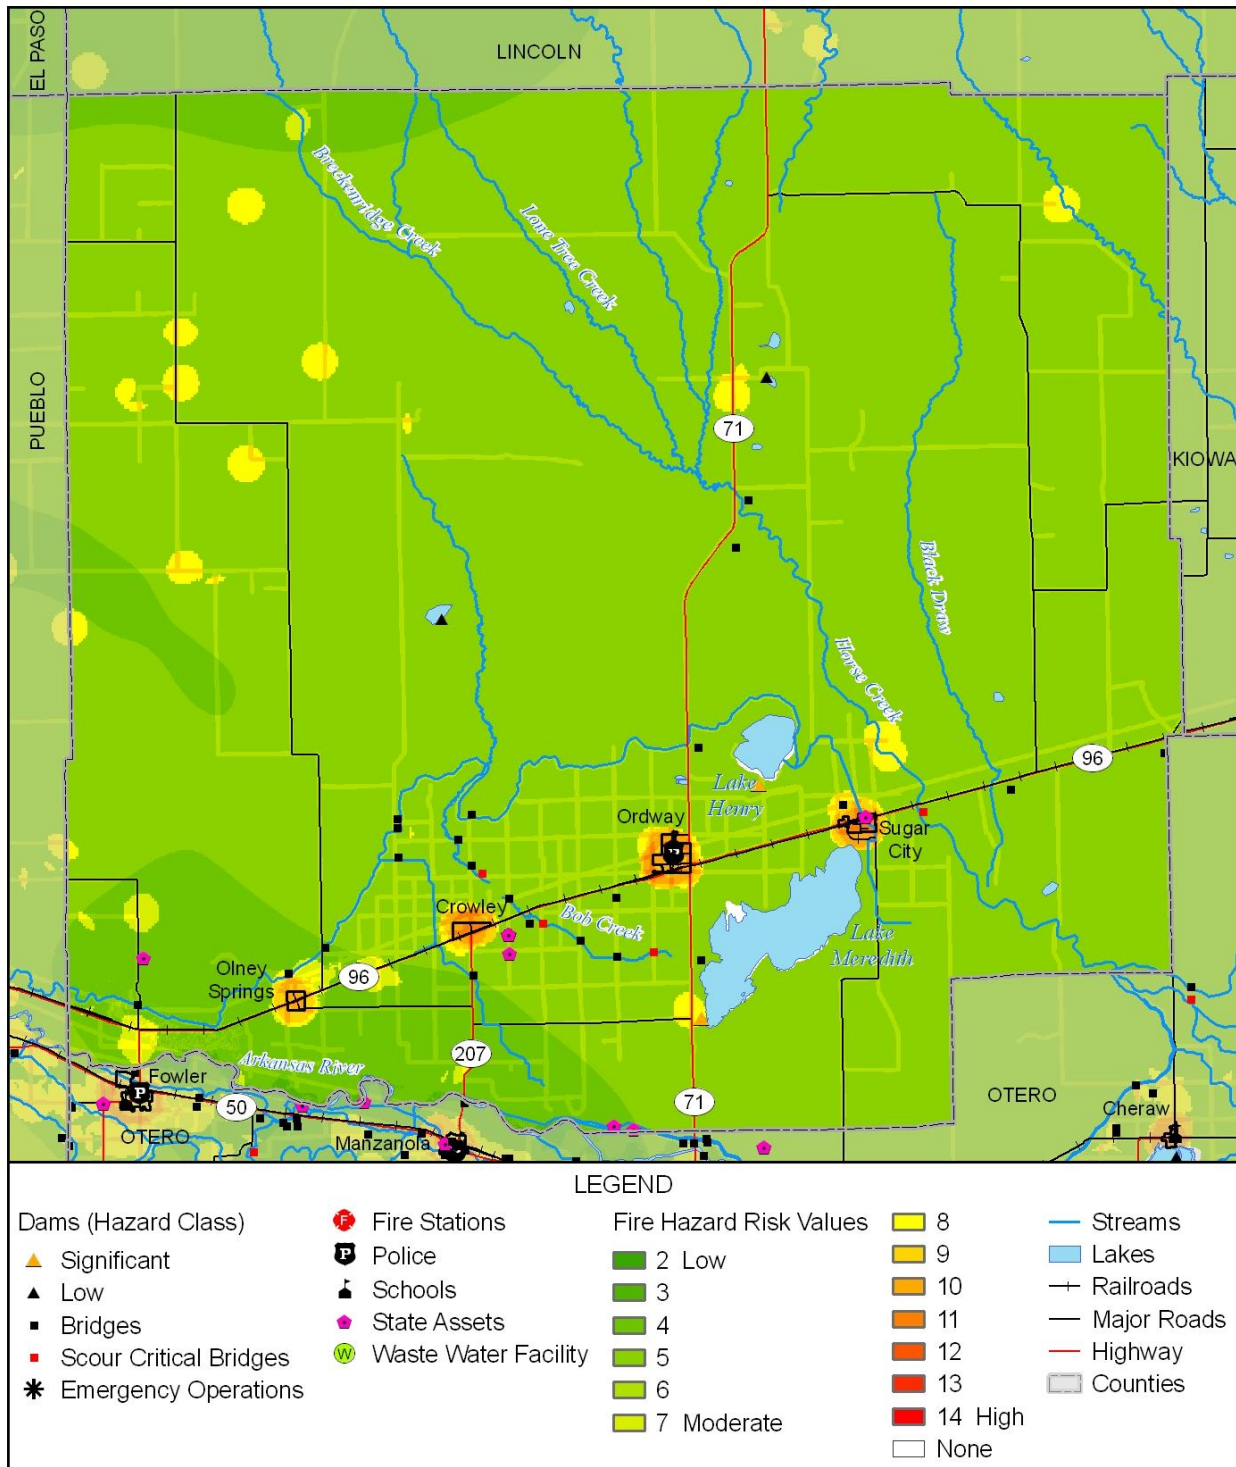 EL PASO
LINCOLN
Breckenridge Creek
Lone Tree Creek
PUEBLO
71
KIOWA
Black Draw
Horse Creek
96
Lake
Henry
Ordway
Sugar
City
Crowley
Bob Creek
Lake
Meredith
Olney
Springs
96
207
Arkansas River
Fowler
P
50
71
OTERO
Cheraw
OTERO
Manzanola
LEGEND
Dams (Hazard Class)
Significant
Low
Bridges
Scour Critical Bridges
Emergency Operations
F Fire Stations
P Police
Schools
State Assets
W Waste Water Facility
Fire Hazard Risk Values
2 Low
3
4
5
6
7 Moderate
8
9
10
11
12
13
14 High
None
Streams
Lakes
Railroads
Major Roads
Highway
Counties